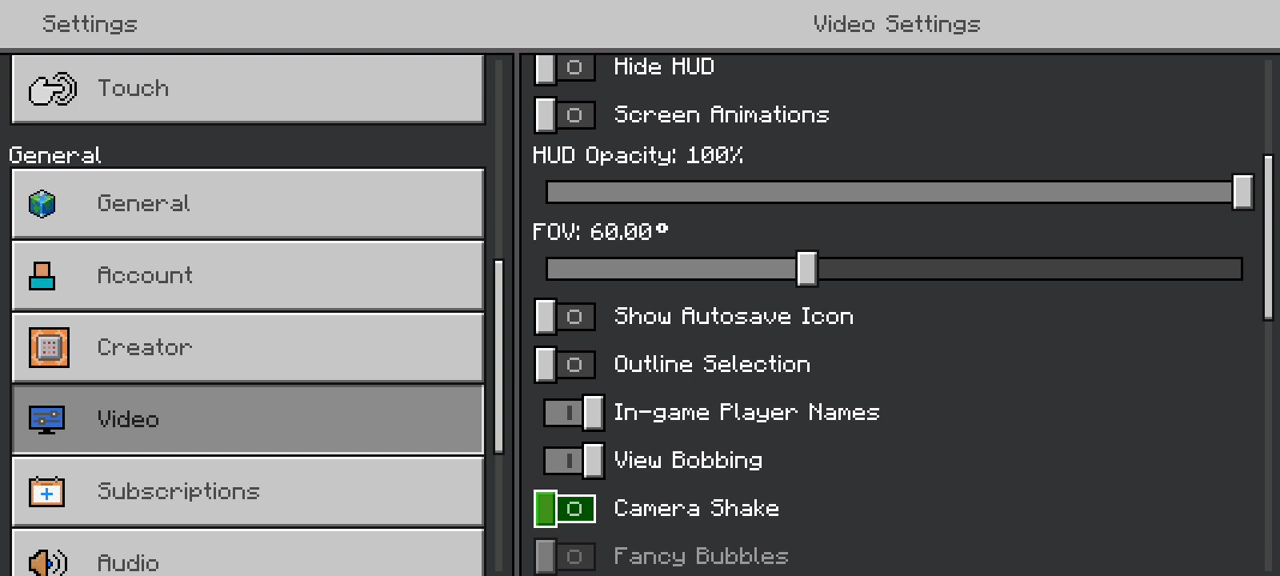 Settings
Video Settings
Touch
General
General
Account
Creator
Video
Subscriptions
Audio
Hide HUD
Screen Animations
HUD Opacity: 100%
FOV: 60.00°
Show Autosave Icon
Outline Selection
In-game Player Names
View Bobbing
Camera Shake
Fancy Bubbles